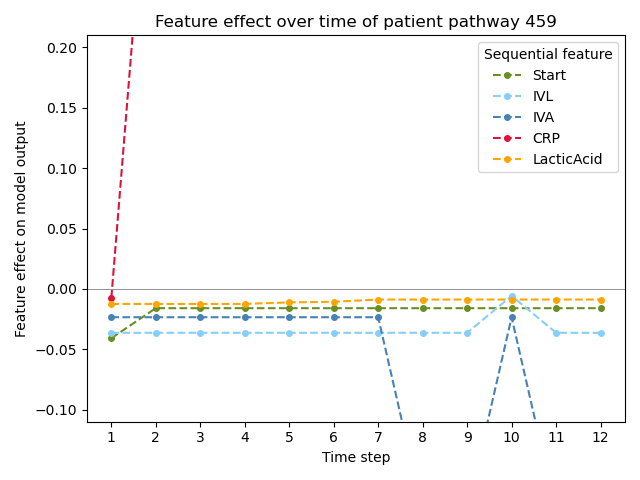 Feature effect over time of patient pathway 459
Feature effect on model output
0.20
0.15
0.10
0.05
0.00
−0.05
−0.10
Sequential feature
Start
IVL
IVA
CRP
LacticAcid
1 2 3 4 5 6 7 8 9 10 11 12
Time step